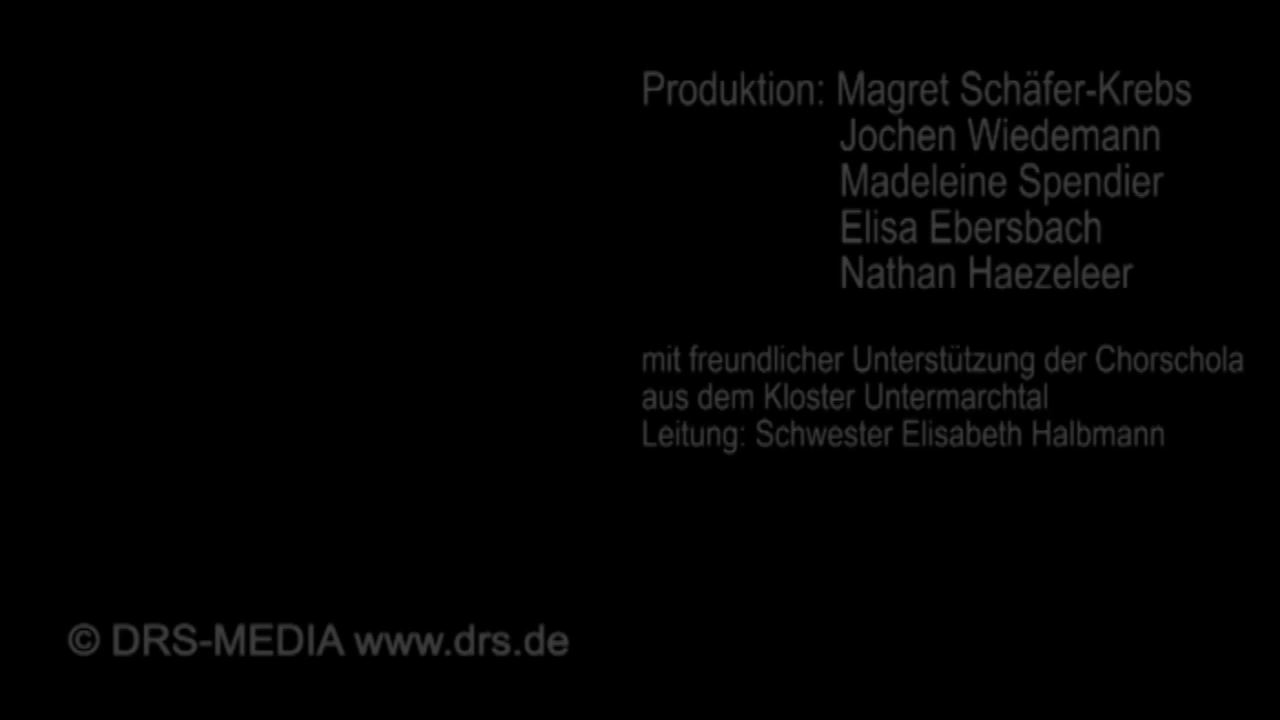 Produktion: Magret Schäfer-Krebs
Jochen Wiedemann
Madeleine Spendier
Elisa Ebersbach
Nathan Haezeleer
mit freundlicher Unterstützung der Chorschola
aus dem Kloster Untermarchtal
Leitung: Schwester Elisabeth Halbmann
© DRS-MEDIA www.drs.de